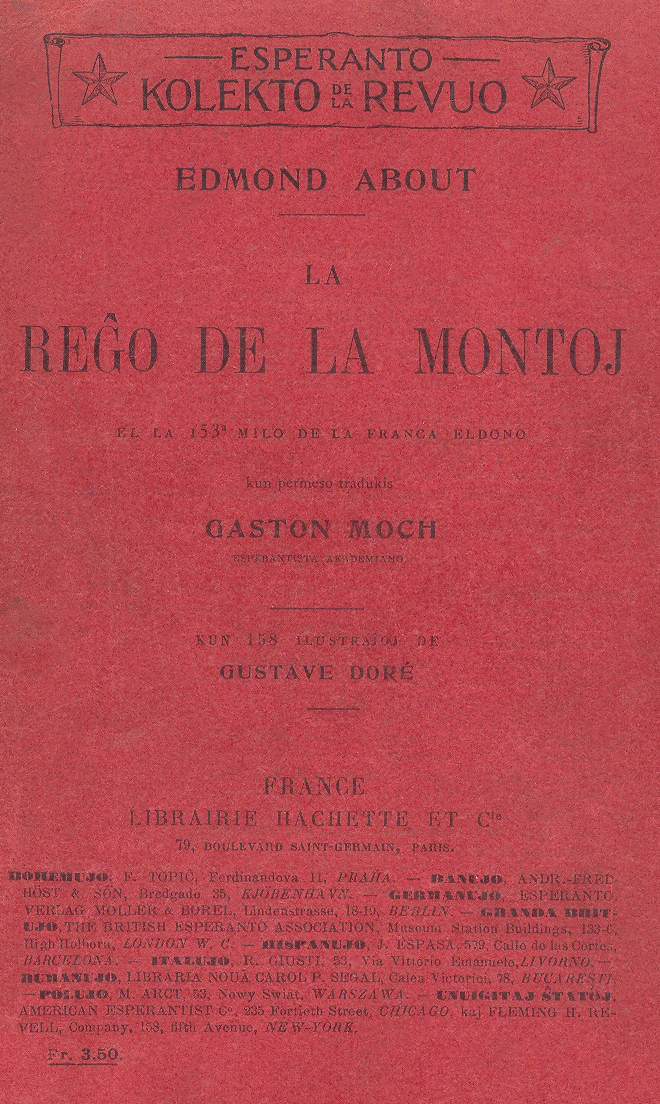 ESPERANTO
KOLEKTO DE LA REVUO
EDMOND ABOUT
LA
REĜO DE LA MONTOJ
EL LA 153ª MILO DE LA FRANCA ELDONO
kun permeso tradukis
GASTON MOCH
ESPERANTISTA AKADEMIANO
KUN 158 ILUSTRAĴOJ DE
GUSTAVE DORÉ
FRANCE
LIBRAIRIE HACHETTE ET Cie
79, BOULEVARD SAINT-GERMAIN, PARIS.
BOHEMUJO, F. TOPIČ, Ferdinandova 11, PRAHA. — DANUJO, ANDR.-FRED
HÖST & SÖN, Bredgade 35, KJÖBENHAVN. — GERMANUJO, ESPERANTO
VERLAG MÖLLER & BOREL, Lindenstrasse, 18-19, BERLIN. — GRANDA BRIT-
UJO, THE BRITISH ESPERANTO ASSOCIATION, Museum Station Buildings, 133-6,
High Holborn, LONDON W. C. — HISPANUJO, J. ESPASA, 579, Calle de las Cortes,
BARCELONA. — ITALUJO, R. GIUSTI, 53, Via Vittorio Emanuele, LIVORNO. —
RUMANUJO, LIBRARIA NOUĂ CAROL P. SEGAL, Calea Victoriei, 78, BUCARESTI.
— POLUJO, M. ARCT, 53, Nowy Swiat, WARSZAWA. — UNUIGITAJ ŜTATOJ,
AMERICAN ESPERANTIST Co, 235 Fortieth Street, CHICAGO, kaj FLEMING H. RE-
VELL, Company, 158, fifth Avenue, NEW-YORK.
Fr. 3.50.